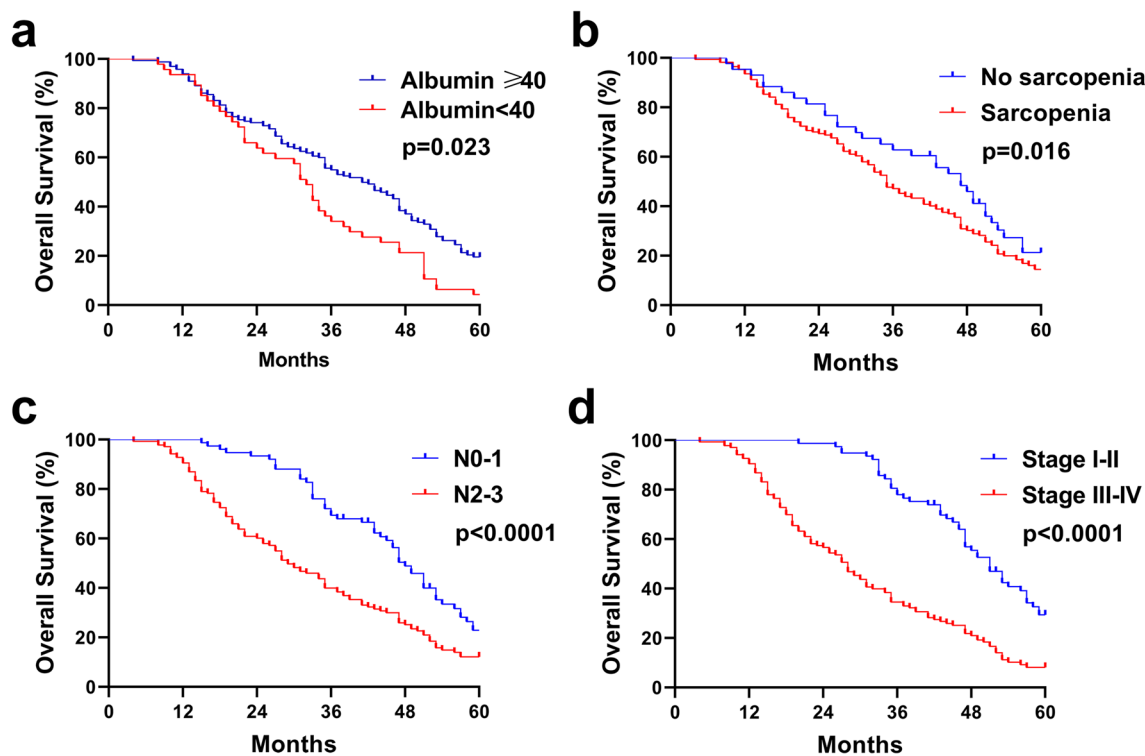 a
Overall Survival (%)
100
80
60
40
20
0
0 12 24 36 48 60
Months
Albumin ≥40
Albumin<40
p=0.023
b
Overall Survival (%)
100
80
60
40
20
0
0 12 24 36 48 60
Months
No sarcopenia
Sarcopenia
p=0.016
c
Overall Survival (%)
100
80
60
40
20
0
0 12 24 36 48 60
Months
N0-1
N2-3
p<0.0001
d
Overall Survival (%)
100
80
60
40
20
0
0 12 24 36 48 60
Months
Stage I-II
Stage III-IV
p<0.0001